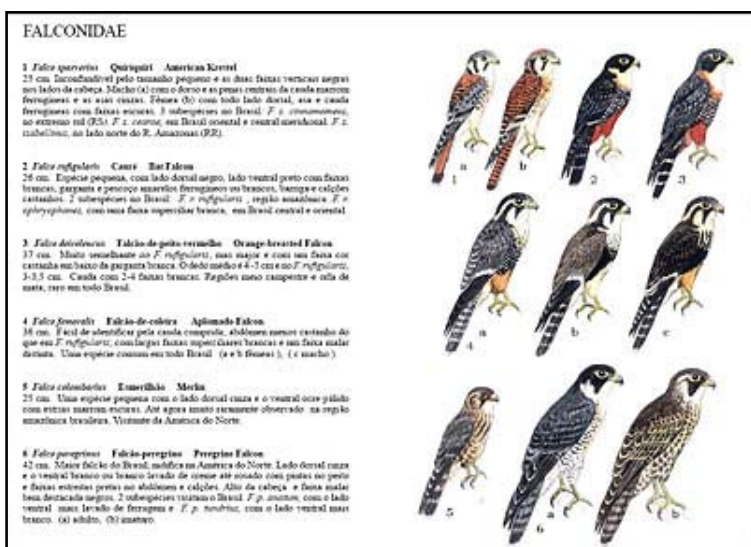 FALCONIDAE
1 Falco sparverius Quiriquiri American Kestrel
25 cm. Inconfundível pelo tamanho pequeno e as duas faixas verticais negras
nos lados da cabeça. Macho (a) com o dorso e as penas centrais da cauda marrom
ferrugíneas e as asas cinzas. Fêmea (b) com todo lado dorsal, asa e cauda
ferrugíneas com faixas escuras. 3 subespécies no Brasil: F. s. cinnamominus,
no extremo sul (RS). F. s. cearae, em Brasil oriental e central meridional. F. s.
isabellinus, no lado norte do R. Amazonas (RR).
2 Falco rufigularis Cauré Bat Falcon
26 cm. Espécie pequena, com lado dorsal negro, lado ventral preto com faixas
brancas, garganta e pescoço amarelos ferrugíneos ou brancos, barriga e calções
castanhos. 2 subespécies no Brasil: F. r. rufigularis, região amazônica. F. r.
ophryophanes, com uma faixa superciliar branca, em Brasil central e oriental.
3 Falco deiroleucus Falcão-de-peito-vermelho Orange-breasted Falcon
37 cm. Muito semelhante ao F. rufigularis, mas maior e com um faixa cor
castanha em baixo da garganta branca. O dedo médio é 4-5 cm e no F. rufigularis,
3-3,5 cm. Cauda com 2-4 faixas brancas. Regiões meio campestre e orla de
mata, raro em todo Brasil.
4 Falco femoralis Falcão-de-coleira Aplomado Falcon
36 cm. Fácil de identificar pela cauda comprida, abdômen menos castanho do
que em F. rufigularis, com largas faixas superciliares brancas e um faixa malar
distinta. Uma espécie comum em todo Brasil. (a e b fêmeas), (c macho).
5 Falco columbarius Esmerilhão Merlin
25 cm. Uma espécie pequena com o lado dorsal cinza e o ventral ocre pálido
com estrias marrom escuras. Até agora muito raramente observado na região
amazônica brasileira. Visitante da América do Norte.
6 Falco peregrinus Falcão-peregrino Peregrine Falcon
42 cm. Maior falcão do Brasil, nidifica na América do Norte. Lado dorsal cinza
e o ventral branco ou branco lavado de creme até rosado com pintas no peito
e faixas estreitas pretas no abdômen e calções. Alto da cabeça e faixa malar
bem destacada negros. 2 subespécies visitam o Brasil: F. p. anatum, com o lado
ventral mais lavado de ferrugem e F. p. tundrius, com o lado ventral mais
branco. (a) adulto, (b) imaturo.
1 a b 2 3
4 a b c
5 6 a b